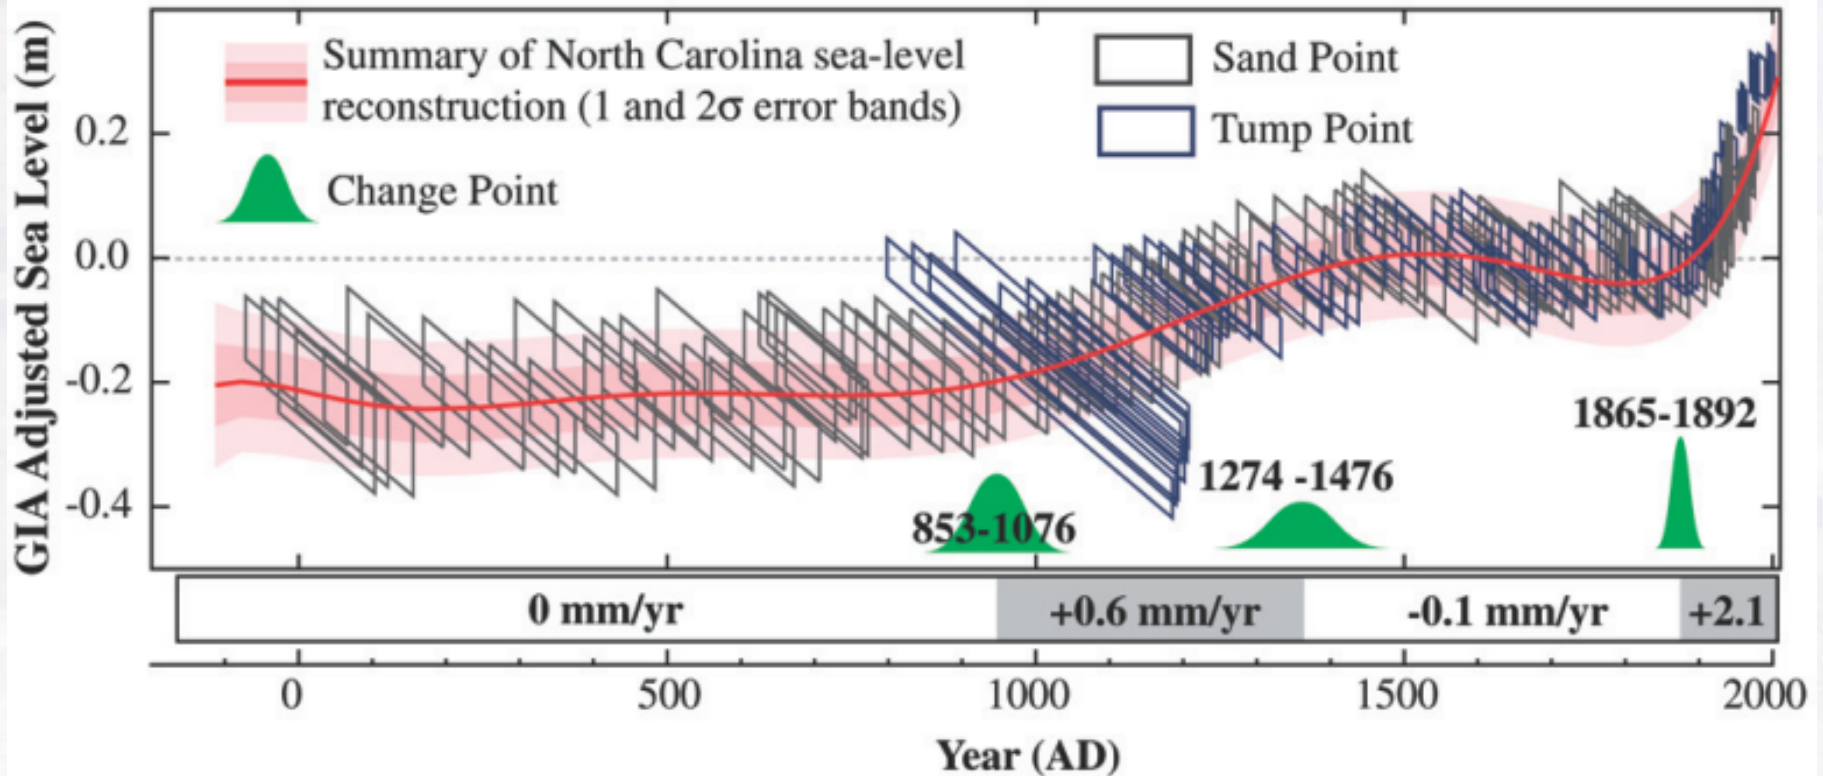 GIA Adjusted Sea Level (m)
Summary of North Carolina sea-level
reconstruction (1 and 2σ error bands)
Change Point
Sand Point
Tump Point
0.2
0.0
-0.2
-0.4
853-1076
1274 -1476
1865-1892
0 mm/yr
+0.6 mm/yr
-0.1 mm/yr
+2.1
0
500
1000
1500
2000
Year (AD)